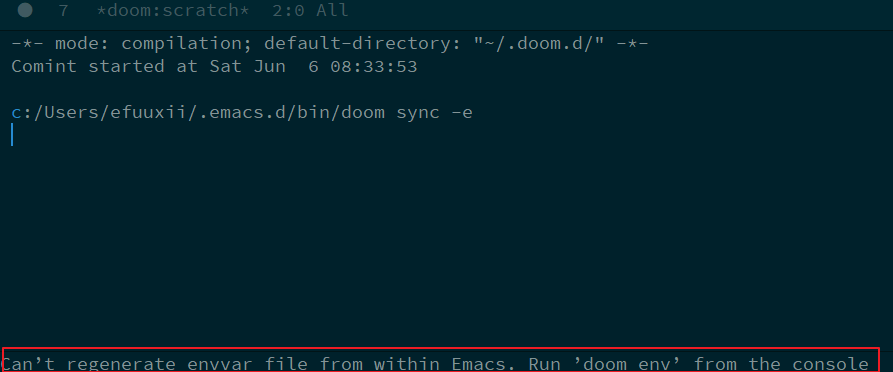 7 *doom:scratch* 2:0 All
-*- mode: compilation; default-directory: "~/.doom.d/" -*-
Comint started at Sat Jun  6 08:33:53
c:/Users/efuuxii/.emacs.d/bin/doom sync -e
Can’t regenerate envvar file from within Emacs. Run ’doom env’ from the console